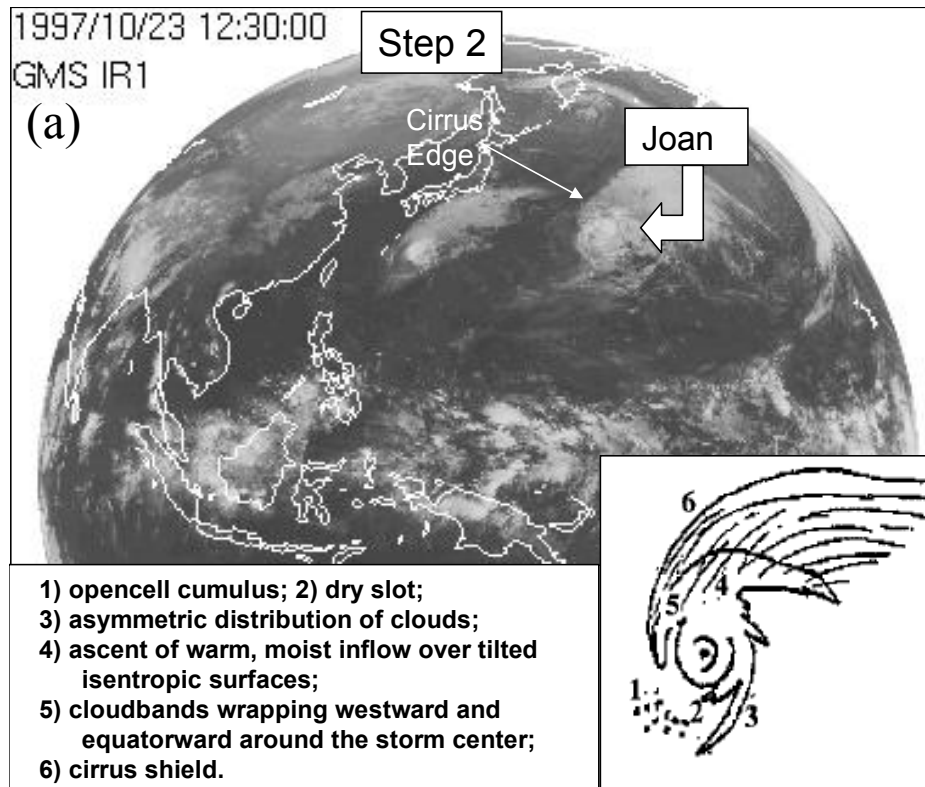 1997/10/23 12:30:00
GMS IR1
Step 2
(a)
Cirrus
Edge
Joan
1) opencell cumulus; 2) dry slot;
3) asymmetric distribution of clouds;
4) ascent of warm, moist inflow over tilted
isentropic surfaces;
5) cloudbands wrapping westward and
equatorward around the storm center;
6) cirrus shield.
6
4
5
1
2
3